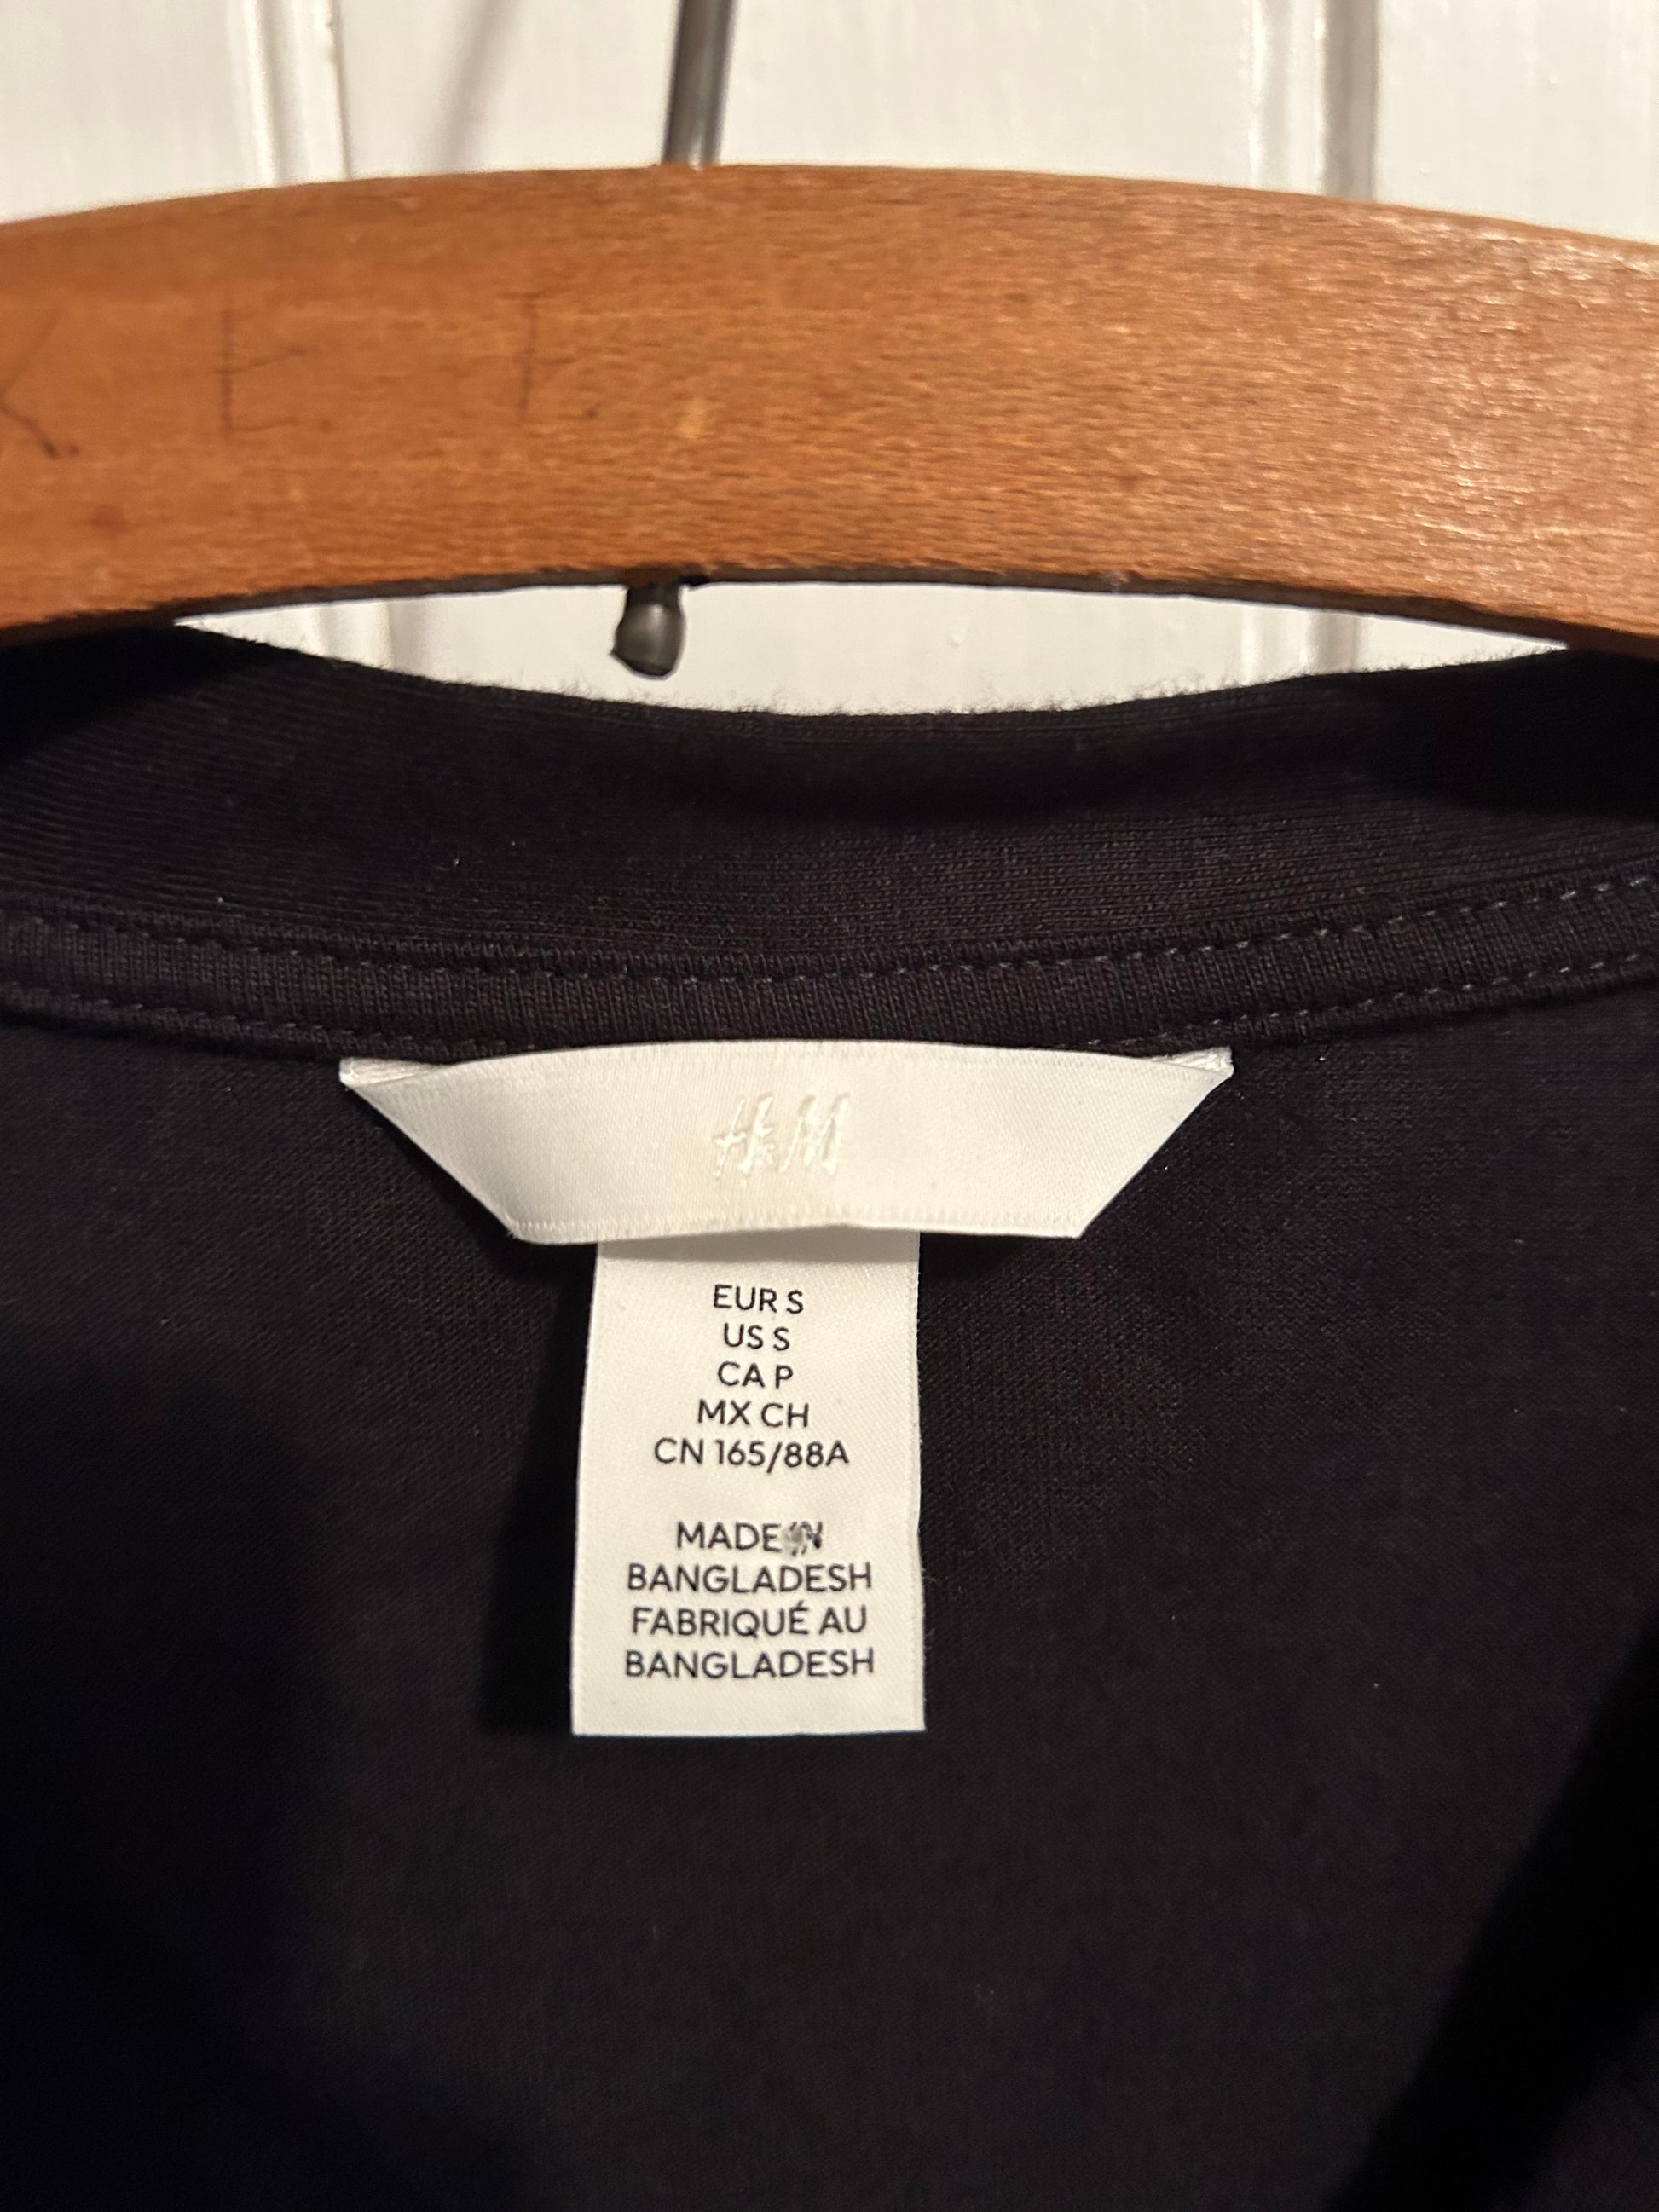 K E T
H&M
EUR S
US S
CA P
MX CH
CN 165/88A
MADE IN
BANGLADESH
FABRIQUÉ AU
BANGLADESH